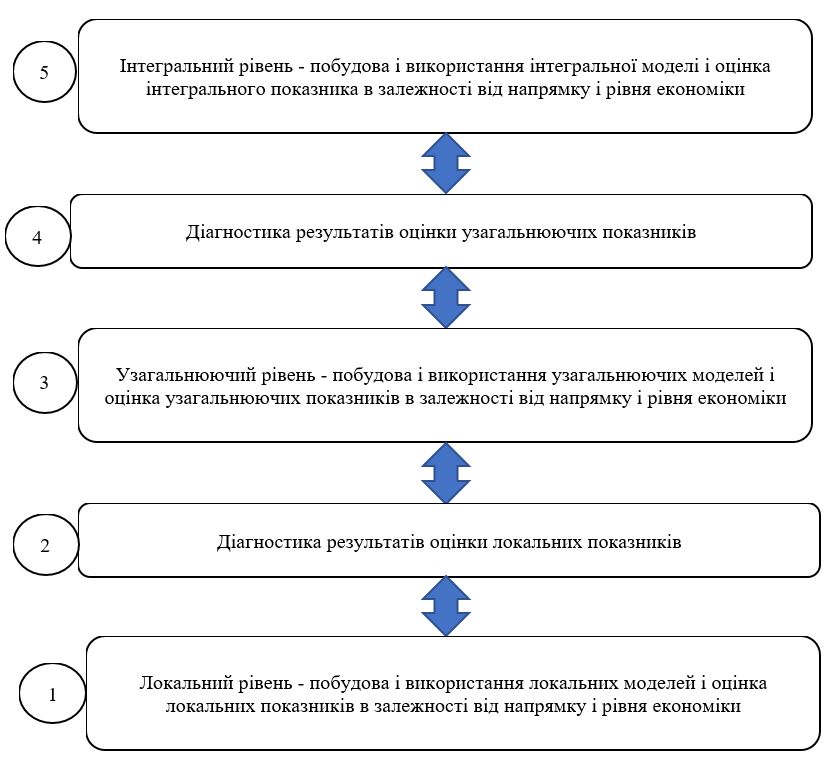 5
Інтегральний рівень - побудова і використання інтегральної моделі і оцінка
інтегрального показника в залежності від напрямку і рівня економіки
4
Діагностика результатів оцінки узагальнюючих показників
3
Узагальнюючий рівень - побудова і використання узагальнюючих моделей і
оцінка узагальнюючих показників в залежності від напрямку і рівня економіки
2
Діагностика результатів оцінки локальних показників
1
Локальний рівень - побудова і використання локальних моделей і оцінка
локальних показників в залежності від напрямку і рівня економіки